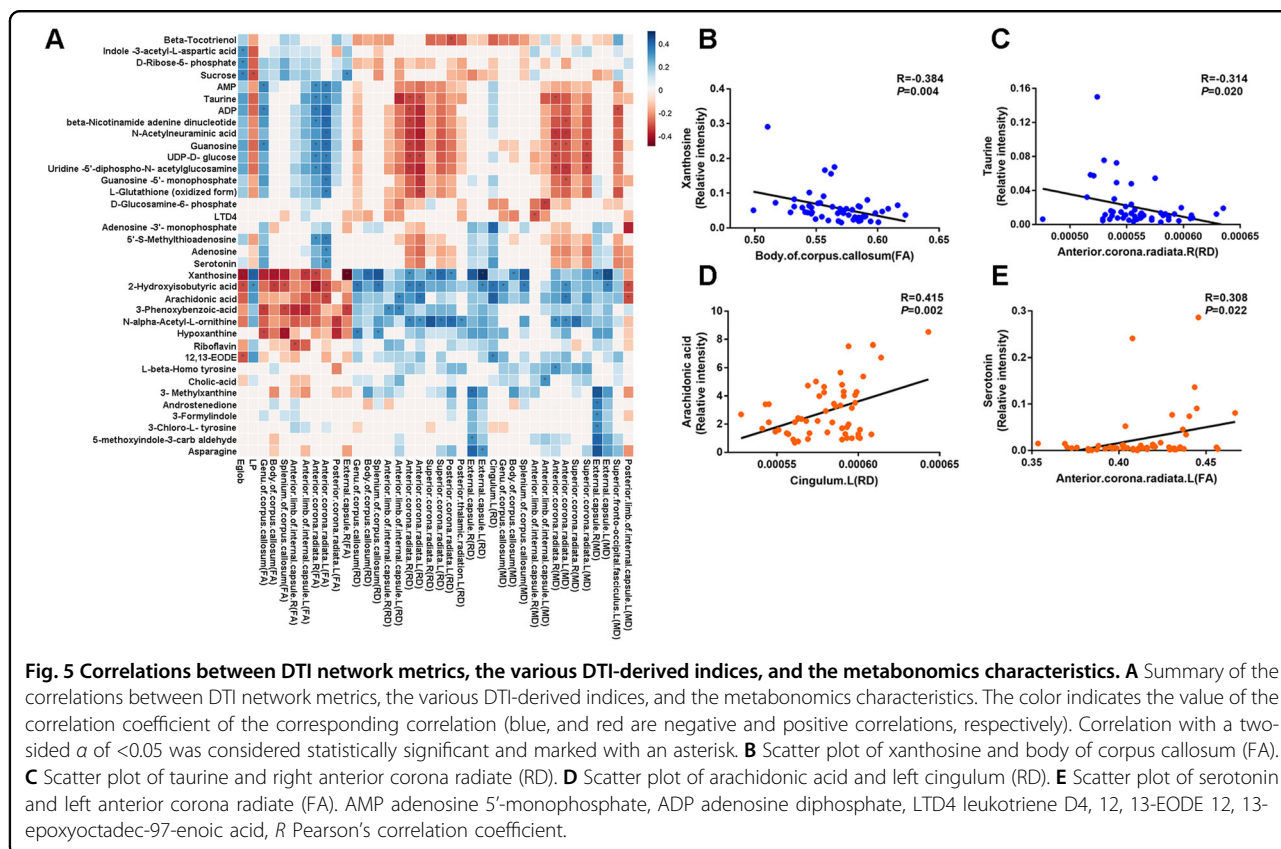 A
Beta-Tocotrienol
Indole -3-acetyl-L-aspartic acid
D-Ribose-5- phosphate
Sucrose
AMP
Taurine
ADP
beta-Nicotinamide adenine dinucleotide
N-Acetylneuraminic acid
Guanosine
UDP-D- glucose
Uridine -5'-diphospho-N- acetylglucosamine
Guanosine -5'- monophosphate
L-Glutathione (oxidized form)
D-Glucosamine-6- phosphate
LTD4
Adenosine -3'- monophosphate
5'-S-Methylthioadenosine
Adenosine
Serotonin
Xanthosine
2-Hydroxyisobutyric acid
Arachidonic acid
3-Phenoxybenzoic-acid
N-alpha-Acetyl-L-ornithine
Hypoxanthine
Riboflavin
12,13-EODE
L-beta-Homo tyrosine
Cholic-acid
3- Methylxanthine
Androstenedione
3-Formylindole
3-Chloro-L- tyrosine
5-methoxyindole-3-carb aldehyde
Asparagine
Eglob
LP
Genu.of.corpus.callosum(FA)
Body.of.corpus.callosum(FA)
Splenium.of.corpus.callosum(FA)
Anterior.limb.of.internal.capsule.R(FA)
Anterior.limb.of.internal.capsule.L(FA)
Anterior.corona.radiata.R(FA)
Anterior.corona.radiata.L(FA)
Posterior.corona.radiata.L(FA)
External.capsule.R(FA)
Genu.of.corpus.callosum(RD)
Body.of.corpus.callosum(RD)
Splenium.of.corpus.callosum(RD)
Anterior.limb.of.internal.capsule.R(RD)
Anterior.limb.of.internal.capsule.L(RD)
Anterior.corona.radiata.R(RD)
Anterior.corona.radiata.L(RD)
Superior.corona.radiata.R(RD)
Superior.corona.radiata.L(RD)
Posterior.corona.radiata.L(RD)
Posterior.thalamic.radiation.L(RD)
External.capsule.R(RD)
External.capsule.L(RD)
Cingulum.L(RD)
Genu.of.corpus.callosum(MD)
Body.of.corpus.callosum(MD)
Splenium.of.corpus.callosum(MD)
Anterior.limb.of.internal.capsule.R(MD)
Anterior.limb.of.internal.capsule.L(MD)
Anterior.corona.radiata.R(MD)
Anterior.corona.radiata.L(MD)
Superior.corona.radiata.R(MD)
Superior.corona.radiata.L(MD)
External.capsule.R(MD)
External.capsule.L(MD)
Superior.fronto-occipital.fasciculus.L(MD)
Posterior.limb.of.internal.capsule.L(MD)
0.4
0.2
0
-0.2
-0.4
B
R=-0.384
P=0.004
Xanthosine
(Relative intensity)
0.4
0.3
0.2
0.1
0.0
0.50 0.55 0.60 0.65
Body.of.corpus.callosum(FA)
C
R=-0.314
P=0.020
Taurine
(Relative intensity)
0.16
0.12
0.08
0.04
0.00
0.00050 0.00055 0.00060 0.00065
Anterior.corona.radiata.R(RD)
D
R=0.415
P=0.002
Arachidonic acid
(Relative intensity)
10
8
6
4
2
0
0.00055 0.00060 0.00065
Cingulum.L(RD)
E
R=0.308
P=0.022
Serotonin
(Relative intensity)
0.3
0.2
0.1
0.0
0.35 0.40 0.45
Anterior.corona.radiata.L(FA)
Fig. 5 Correlations between DTI network metrics, the various DTI-derived indices, and the metabonomics characteristics. A Summary of the
correlations between DTI network metrics, the various DTI-derived indices, and the metabonomics characteristics. The color indicates the value of the
correlation coefficient of the corresponding correlation (blue, and red are negative and positive correlations, respectively). Correlation with a two-
sided α of <0.05 was considered statistically significant and marked with an asterisk. B Scatter plot of xanthosine and body of corpus callosum (FA).
C Scatter plot of taurine and right anterior corona radiate (RD). D Scatter plot of arachidonic acid and left cingulum (RD). E Scatter plot of serotonin
and left anterior corona radiate (FA). AMP adenosine 5′-monophosphate, ADP adenosine diphosphate, LTD4 leukotriene D4, 12, 13-EODE 12, 13-
epoxyoctadec-97-enoic acid, R Pearson's correlation coefficient.